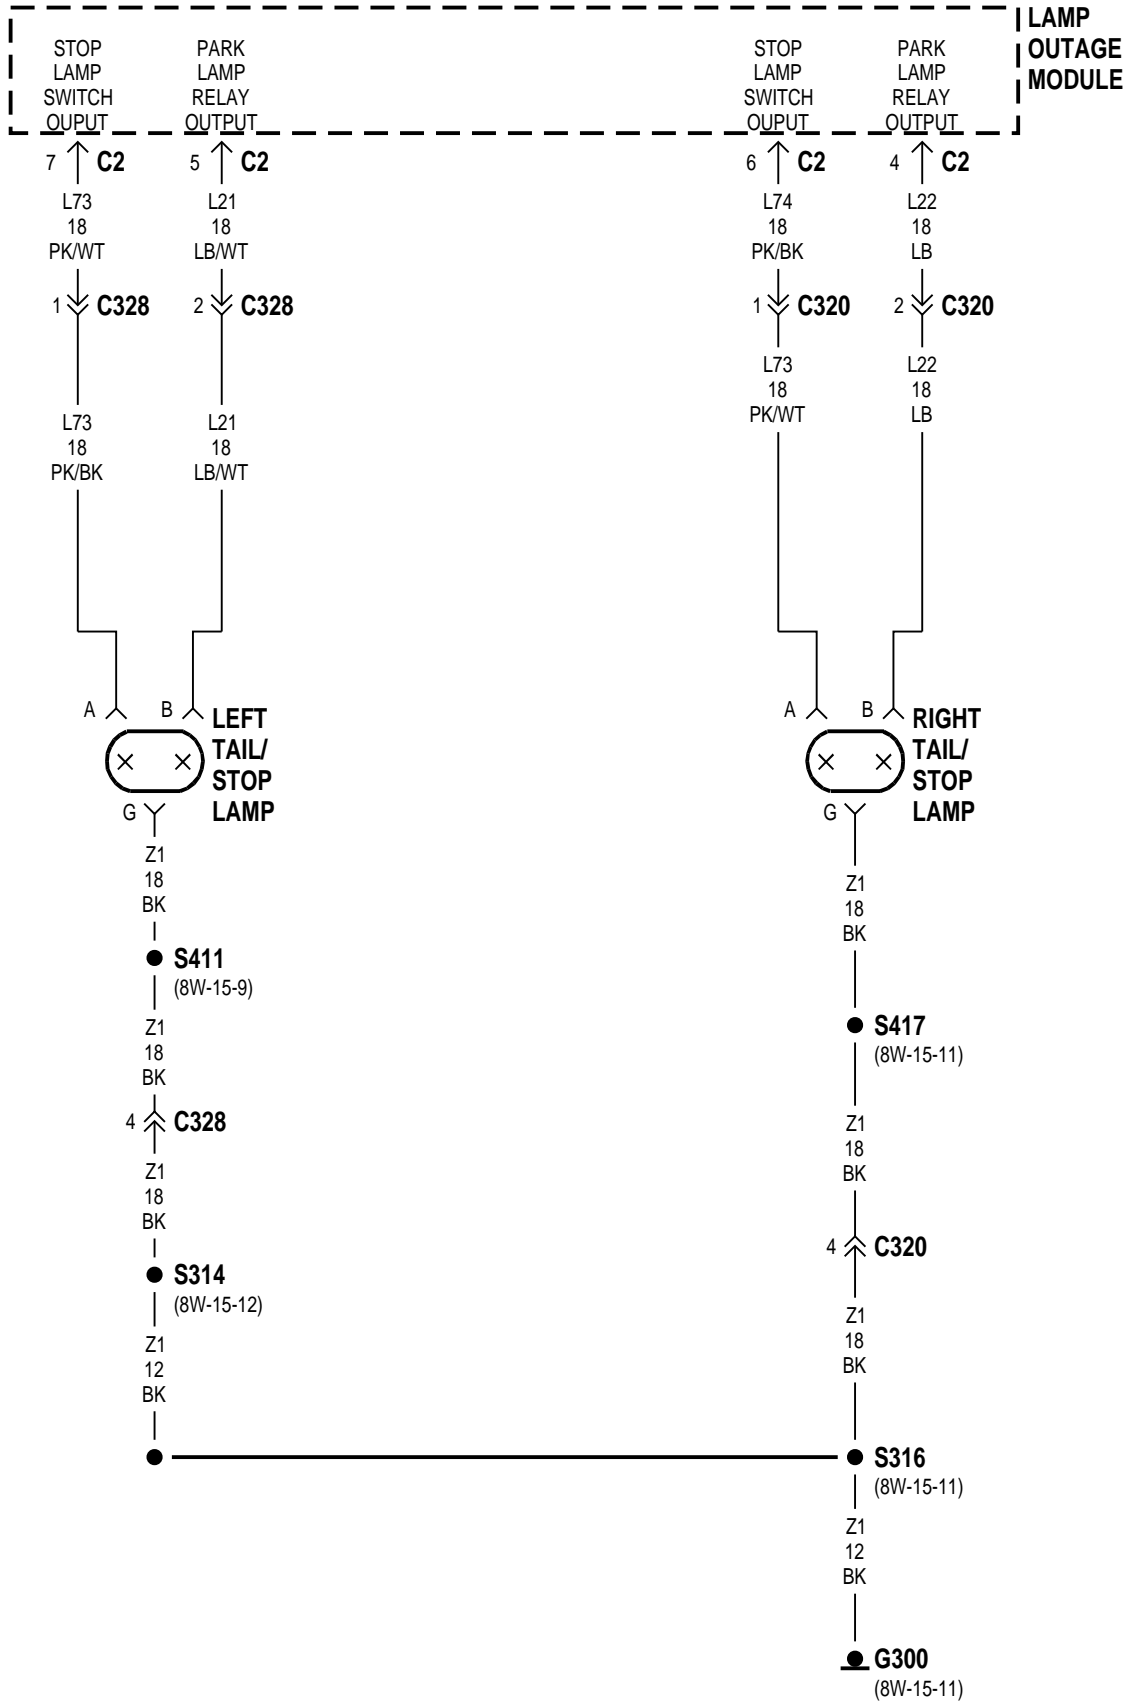 LAMP
OUTAGE
MODULE
STOP
LAMP
SWITCH
OUPUT
PARK
LAMP
RELAY
OUTPUT
STOP
LAMP
SWITCH
OUPUT
PARK
LAMP
RELAY
OUTPUT
7 C2
5 C2
6 C2
4 C2
L73
18
PK/WT
L21
18
LB/WT
L74
18
PK/BK
L22
18
LB
1 C328
2 C328
1 C320
2 C320
L73
18
PK/WT
L22
18
LB
L73
18
PK/BK
L21
18
LB/WT
A B
LEFT
TAIL/
STOP
LAMP
G
A B
RIGHT
TAIL/
STOP
LAMP
G
Z1
18
BK
S411
(8W-15-9)
Z1
18
BK
4 C328
Z1
18
BK
S314
(8W-15-12)
Z1
12
BK
Z1
18
BK
S417
(8W-15-11)
Z1
18
BK
4 C320
Z1
18
BK
S316
(8W-15-11)
Z1
12
BK
G300
(8W-15-11)